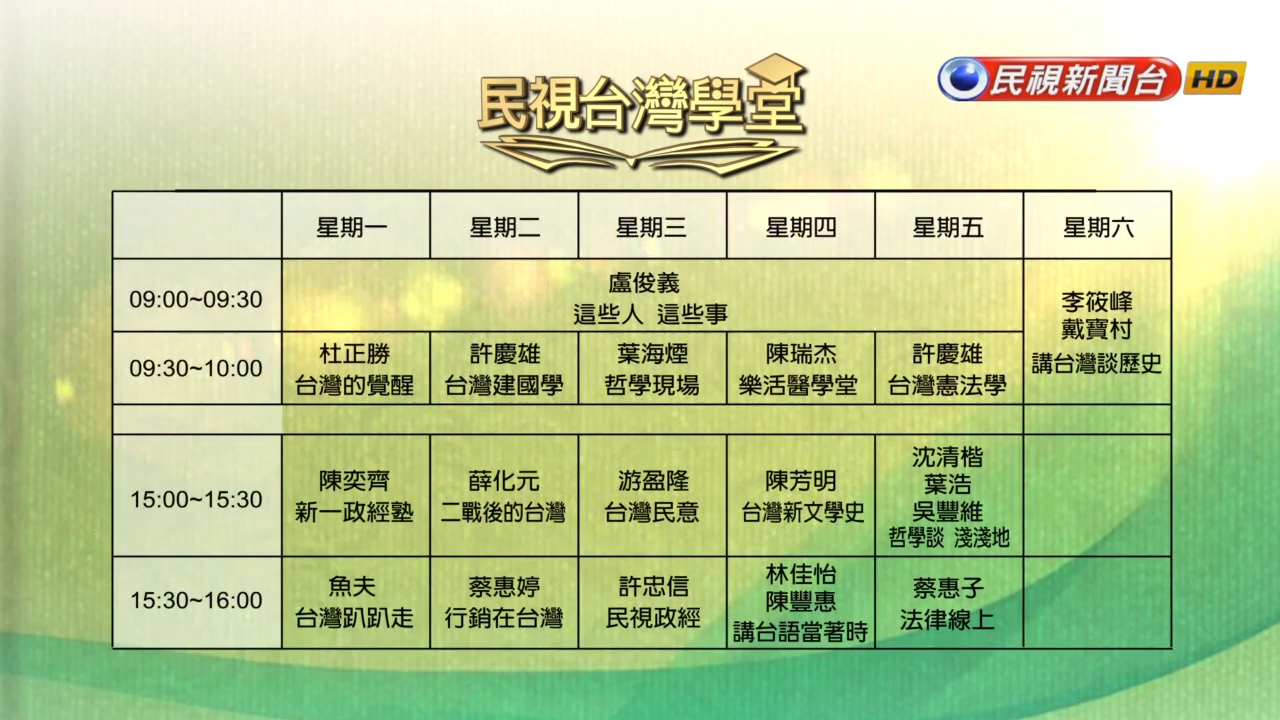 民視台灣學堂
民視新聞台 HD
星期一 星期二 星期三 星期四 星期五 星期六
09:00~09:30
盧俊義
這些人 這些事
李筱峰
戴寶村
講台灣談歷史
09:30~10:00
杜正勝
台灣的覺醒
許慶雄
台灣建國學
葉海煙
哲學現場
陳瑞杰
樂活醫學堂
許慶雄
台灣憲法學
15:00~15:30
陳奕齊
新一政經塾
薛化元
二戰後的台灣
游盈隆
台灣民意
陳芳明
台灣新文學史
沈清楷
葉浩
吳豐維
哲學談 淺淺地
15:30~16:00
魚夫
台灣趴趴走
蔡惠婷
行銷在台灣
許忠信
民視政經
林佳怡
陳豐惠
講台語當著時
蔡惠子
法律線上